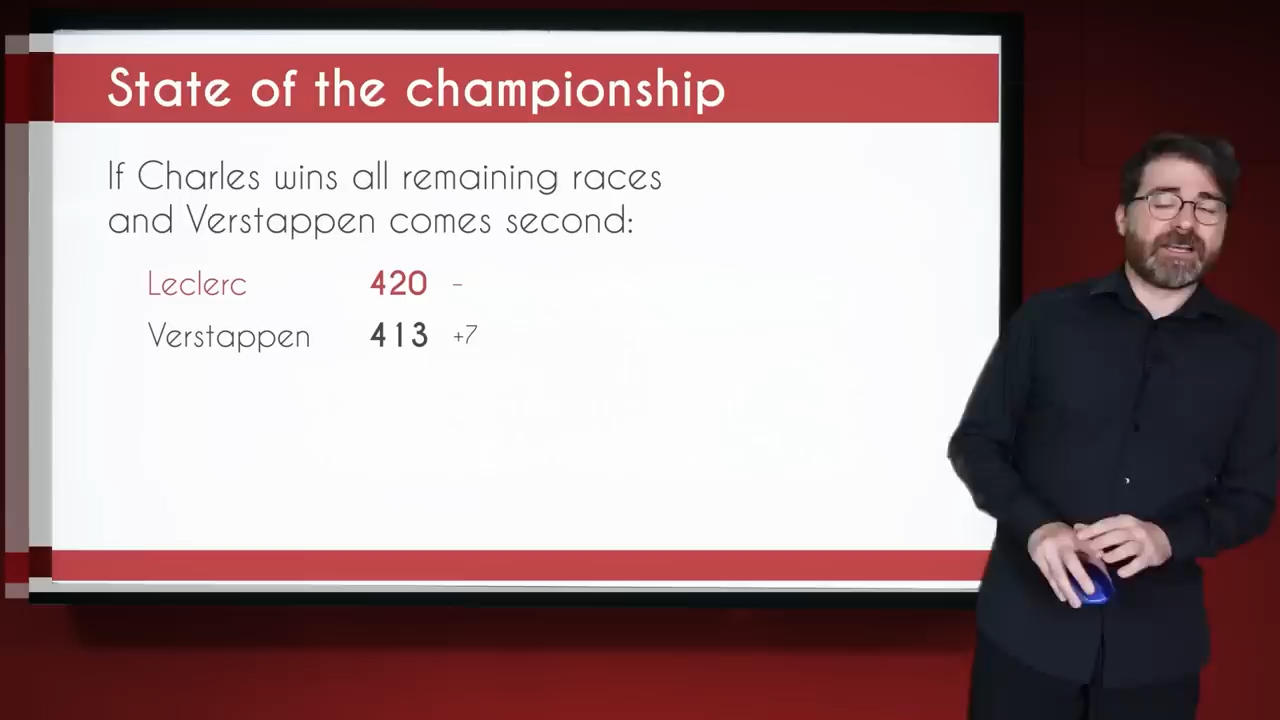 State of the championship
If Charles wins all remaining races
and Verstappen comes second:
Leclerc 420 -
Verstappen 413 +7